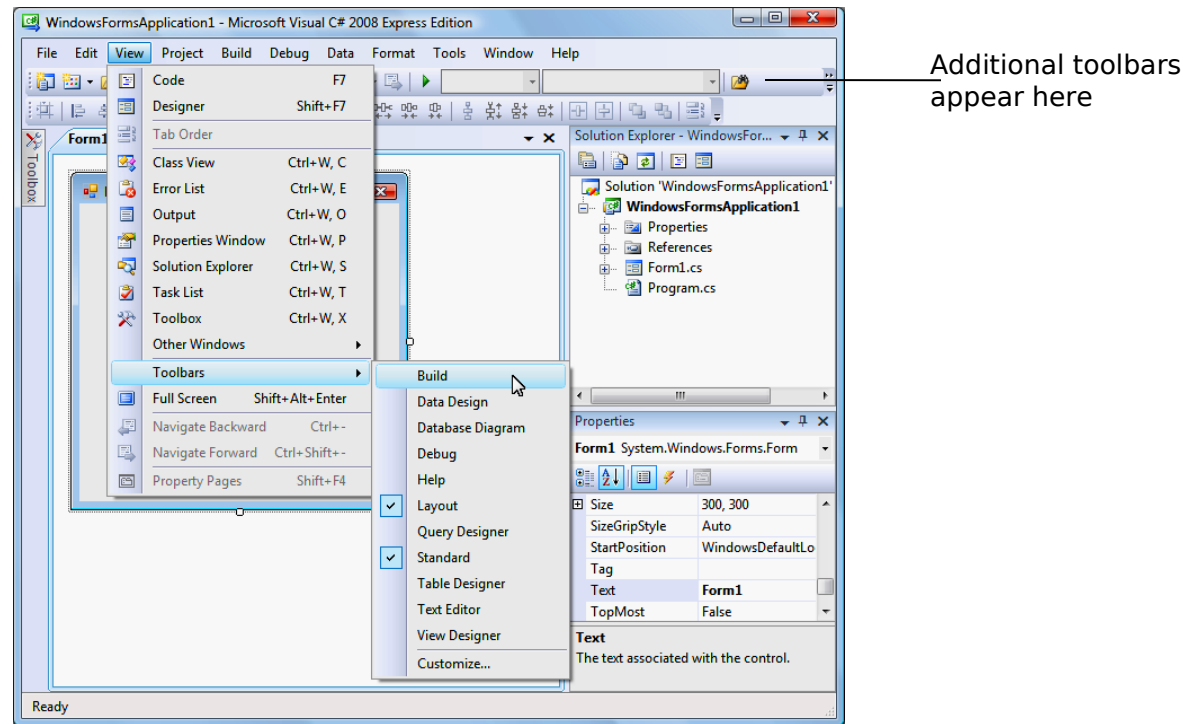 WindowsFormsApplication1 - Microsoft Visual C# 2008 Express Edition
File Edit View Project Build Debug Data Format Tools Window Help
Additional toolbars
appear here
Code F7
Designer Shift+F7
Tab Order
Class View Ctrl+W, C
Error List Ctrl+W, E
Output Ctrl+W, O
Properties Window Ctrl+W, P
Solution Explorer Ctrl+W, S
Task List Ctrl+W, T
Toolbox Ctrl+W, X
Other Windows
Toolbars
Full Screen Shift+Alt+Enter
Navigate Backward Ctrl+-
Navigate Forward Ctrl+Shift+-
Property Pages Shift+F4
Build
Data Design
Database Diagram
Debug
Help
Layout
Query Designer
Standard
Table Designer
Text Editor
View Designer
Customize...
Toolbox
Form1
Solution Explorer - WindowsFor...
Solution 'WindowsFormsApplication1'
WindowsFormsApplication1
Properties
References
Form1.cs
Program.cs
Properties
Form1 System.Windows.Forms.Form
Size 300, 300
SizeGripStyle Auto
StartPosition WindowsDefaultLo
Tag
Text Form1
TopMost False
Text
The text associated with the control.
Ready